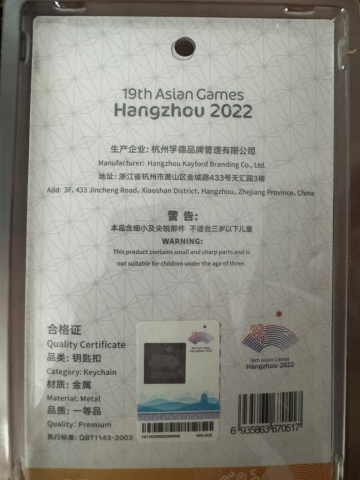 19th Asian Games
Hangzhou 2022
生产企业: 杭州孚德品牌管理有限公司
Manufacturer: Hangzhou Kayford Branding Co., Ltd.
地址: 浙江省杭州市萧山区金城路433号天汇园3楼
Add: 3F, 433 Jincheng Road, Xiaoshan District, Hangzhou, Zhejiang Province, China
警 告:
本品含细小及尖锐部件 不适合三岁以下儿童
WARNING:
This product contains small and sharp parts and is
not suitable for children under the age of three.
合格证
Quality Certificate
品类: 钥匙扣
Category: Keychain
材质: 金属
Material: Metal
品质: 一等品
Quality: Premium
执行标准: QBT1143-2003
19th Asian Games
Hangzhou 2022
6 935863 670517